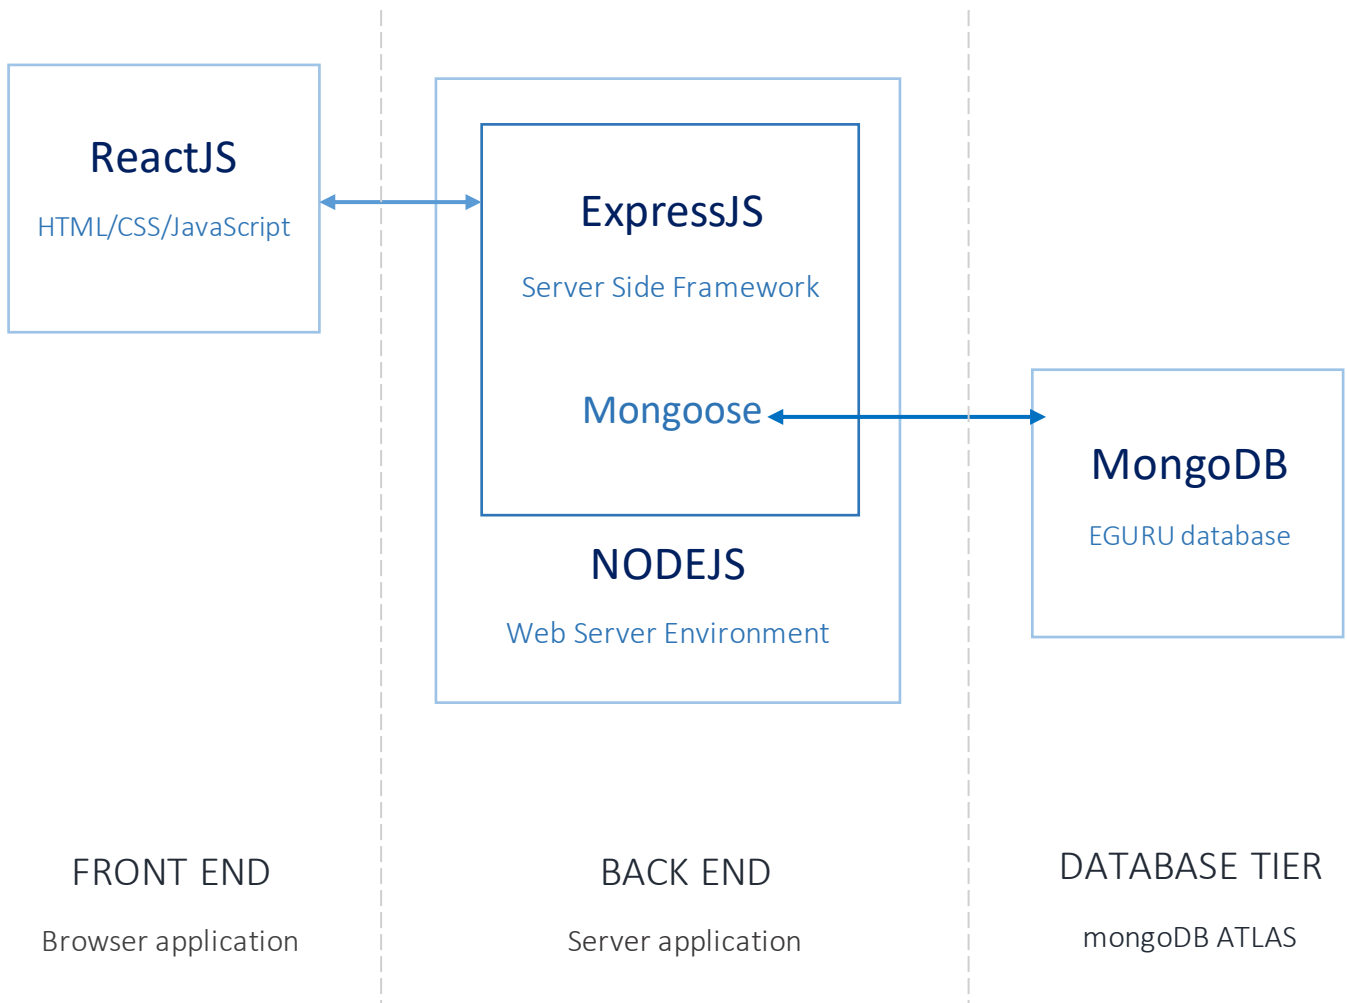 ReactJS
HTML/CSS/JavaScript
ExpressJS
Server Side Framework
Mongoose
NODEJS
Web Server Environment
MongoDB
EGURU database
FRONT END
Browser application
BACK END
Server application
DATABASE TIER
mongoDB ATLAS